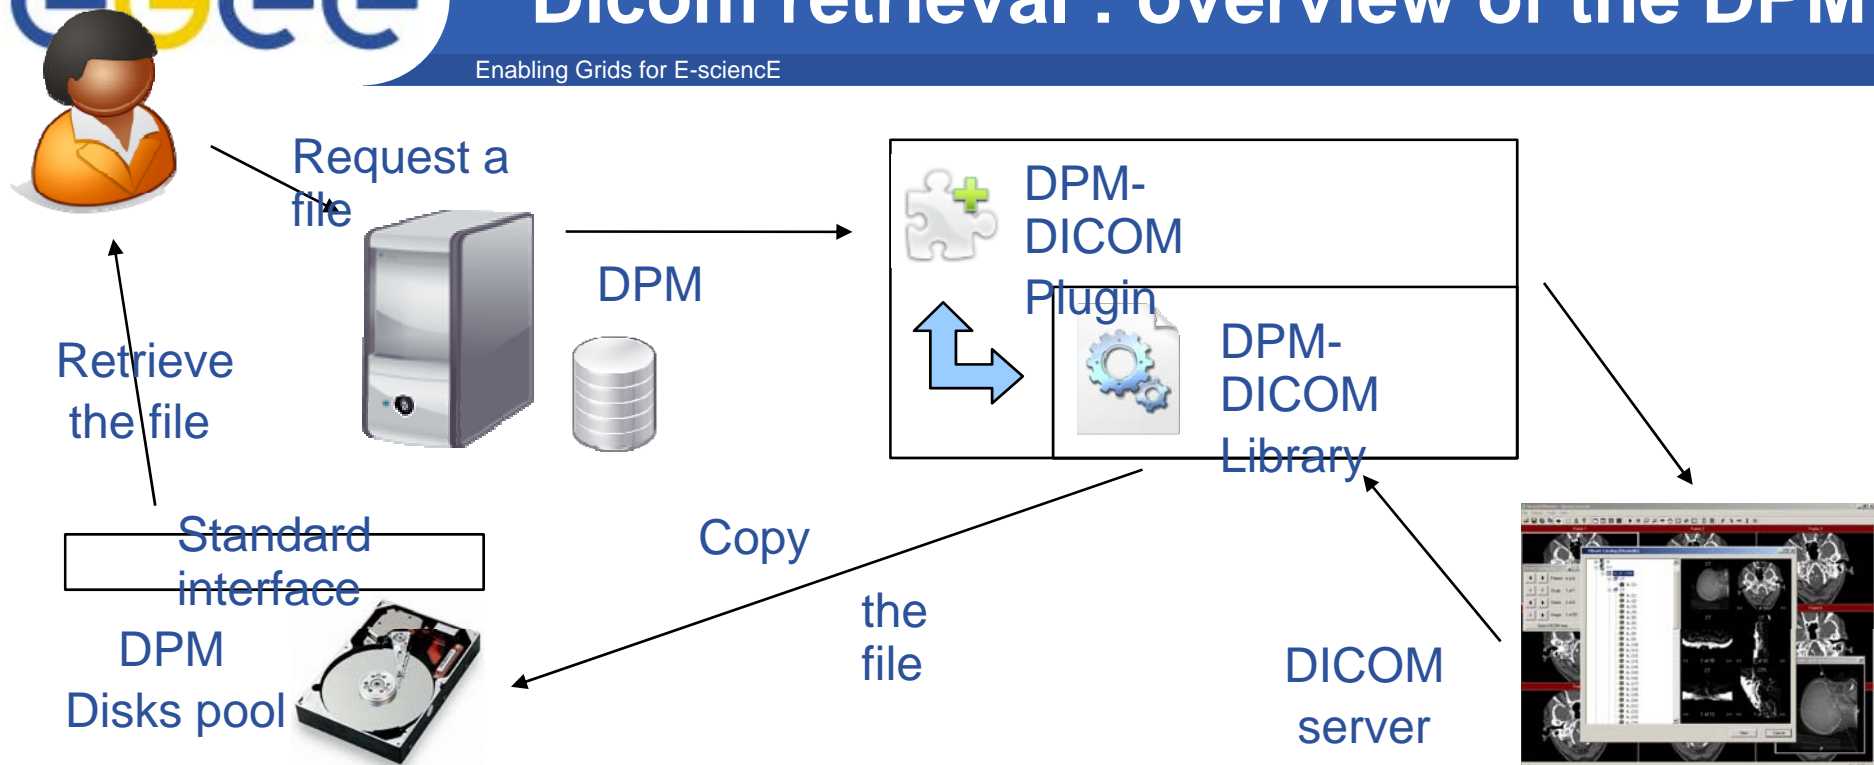 eGee
Dicom retrieval : overview of the DPM
Enabling Grids for E-sciencE
Request a
file
DPM
DPM-
DICOM
Plugin
DPM-
DICOM
Library
Retrieve
the file
Standard
interface
DPM
Disks pool
Copy
the
file
DICOM
server